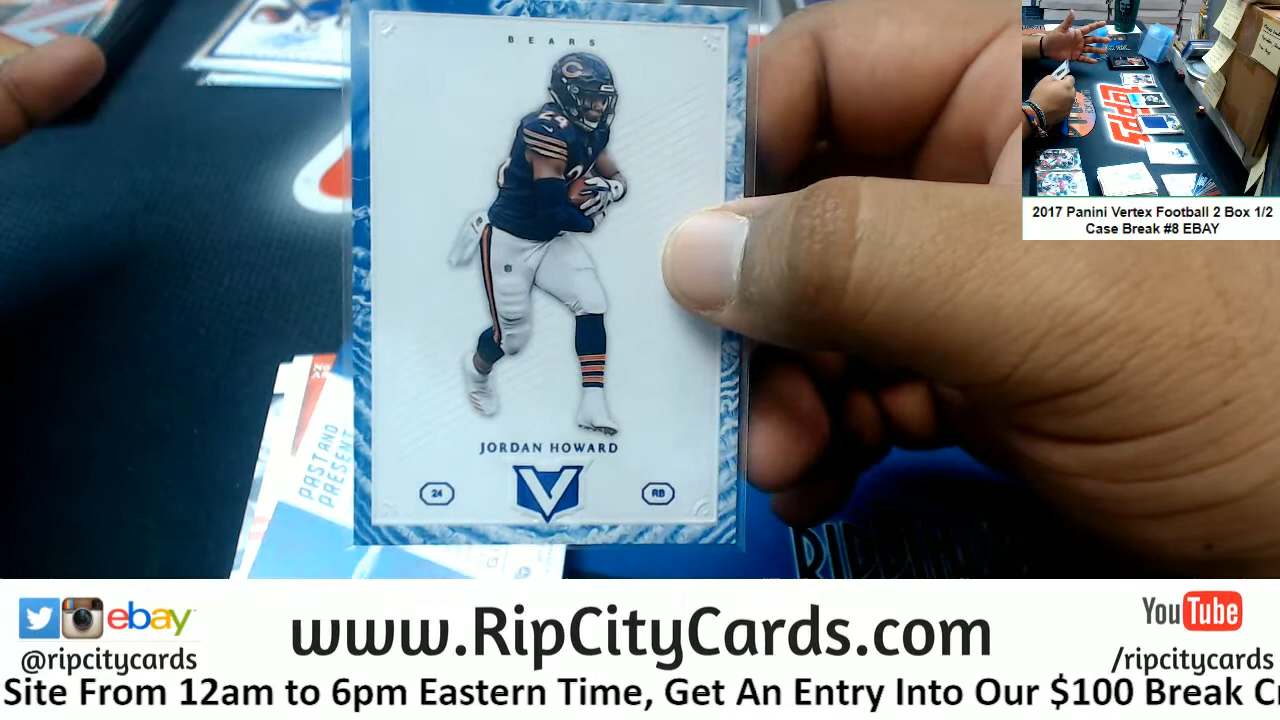 BEARS
24
JORDAN HOWARD
V
24
RB
PAST AND
PRESENT
2017 Panini Vertex Football 2 Box 1/2
Case Break #8 EBAY
ebay
@ripcitycards
www.RipCityCards.com
YouTube
/ripcitycards
Site From 12am to 6pm Eastern Time, Get An Entry Into Our $100 Break